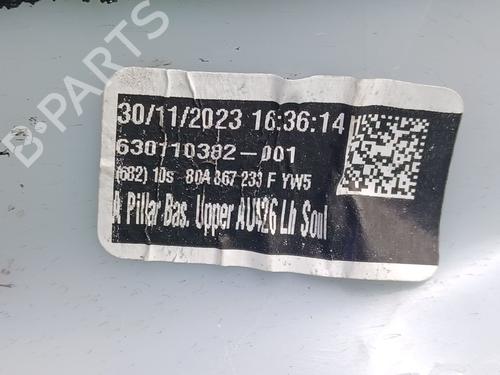 30/11/2023 16:36:14
630110382-001
(682) 10s 80A 867 233 F YW5
A Pillar Bas. Upper AU426 Lh Soul
B-PARTS